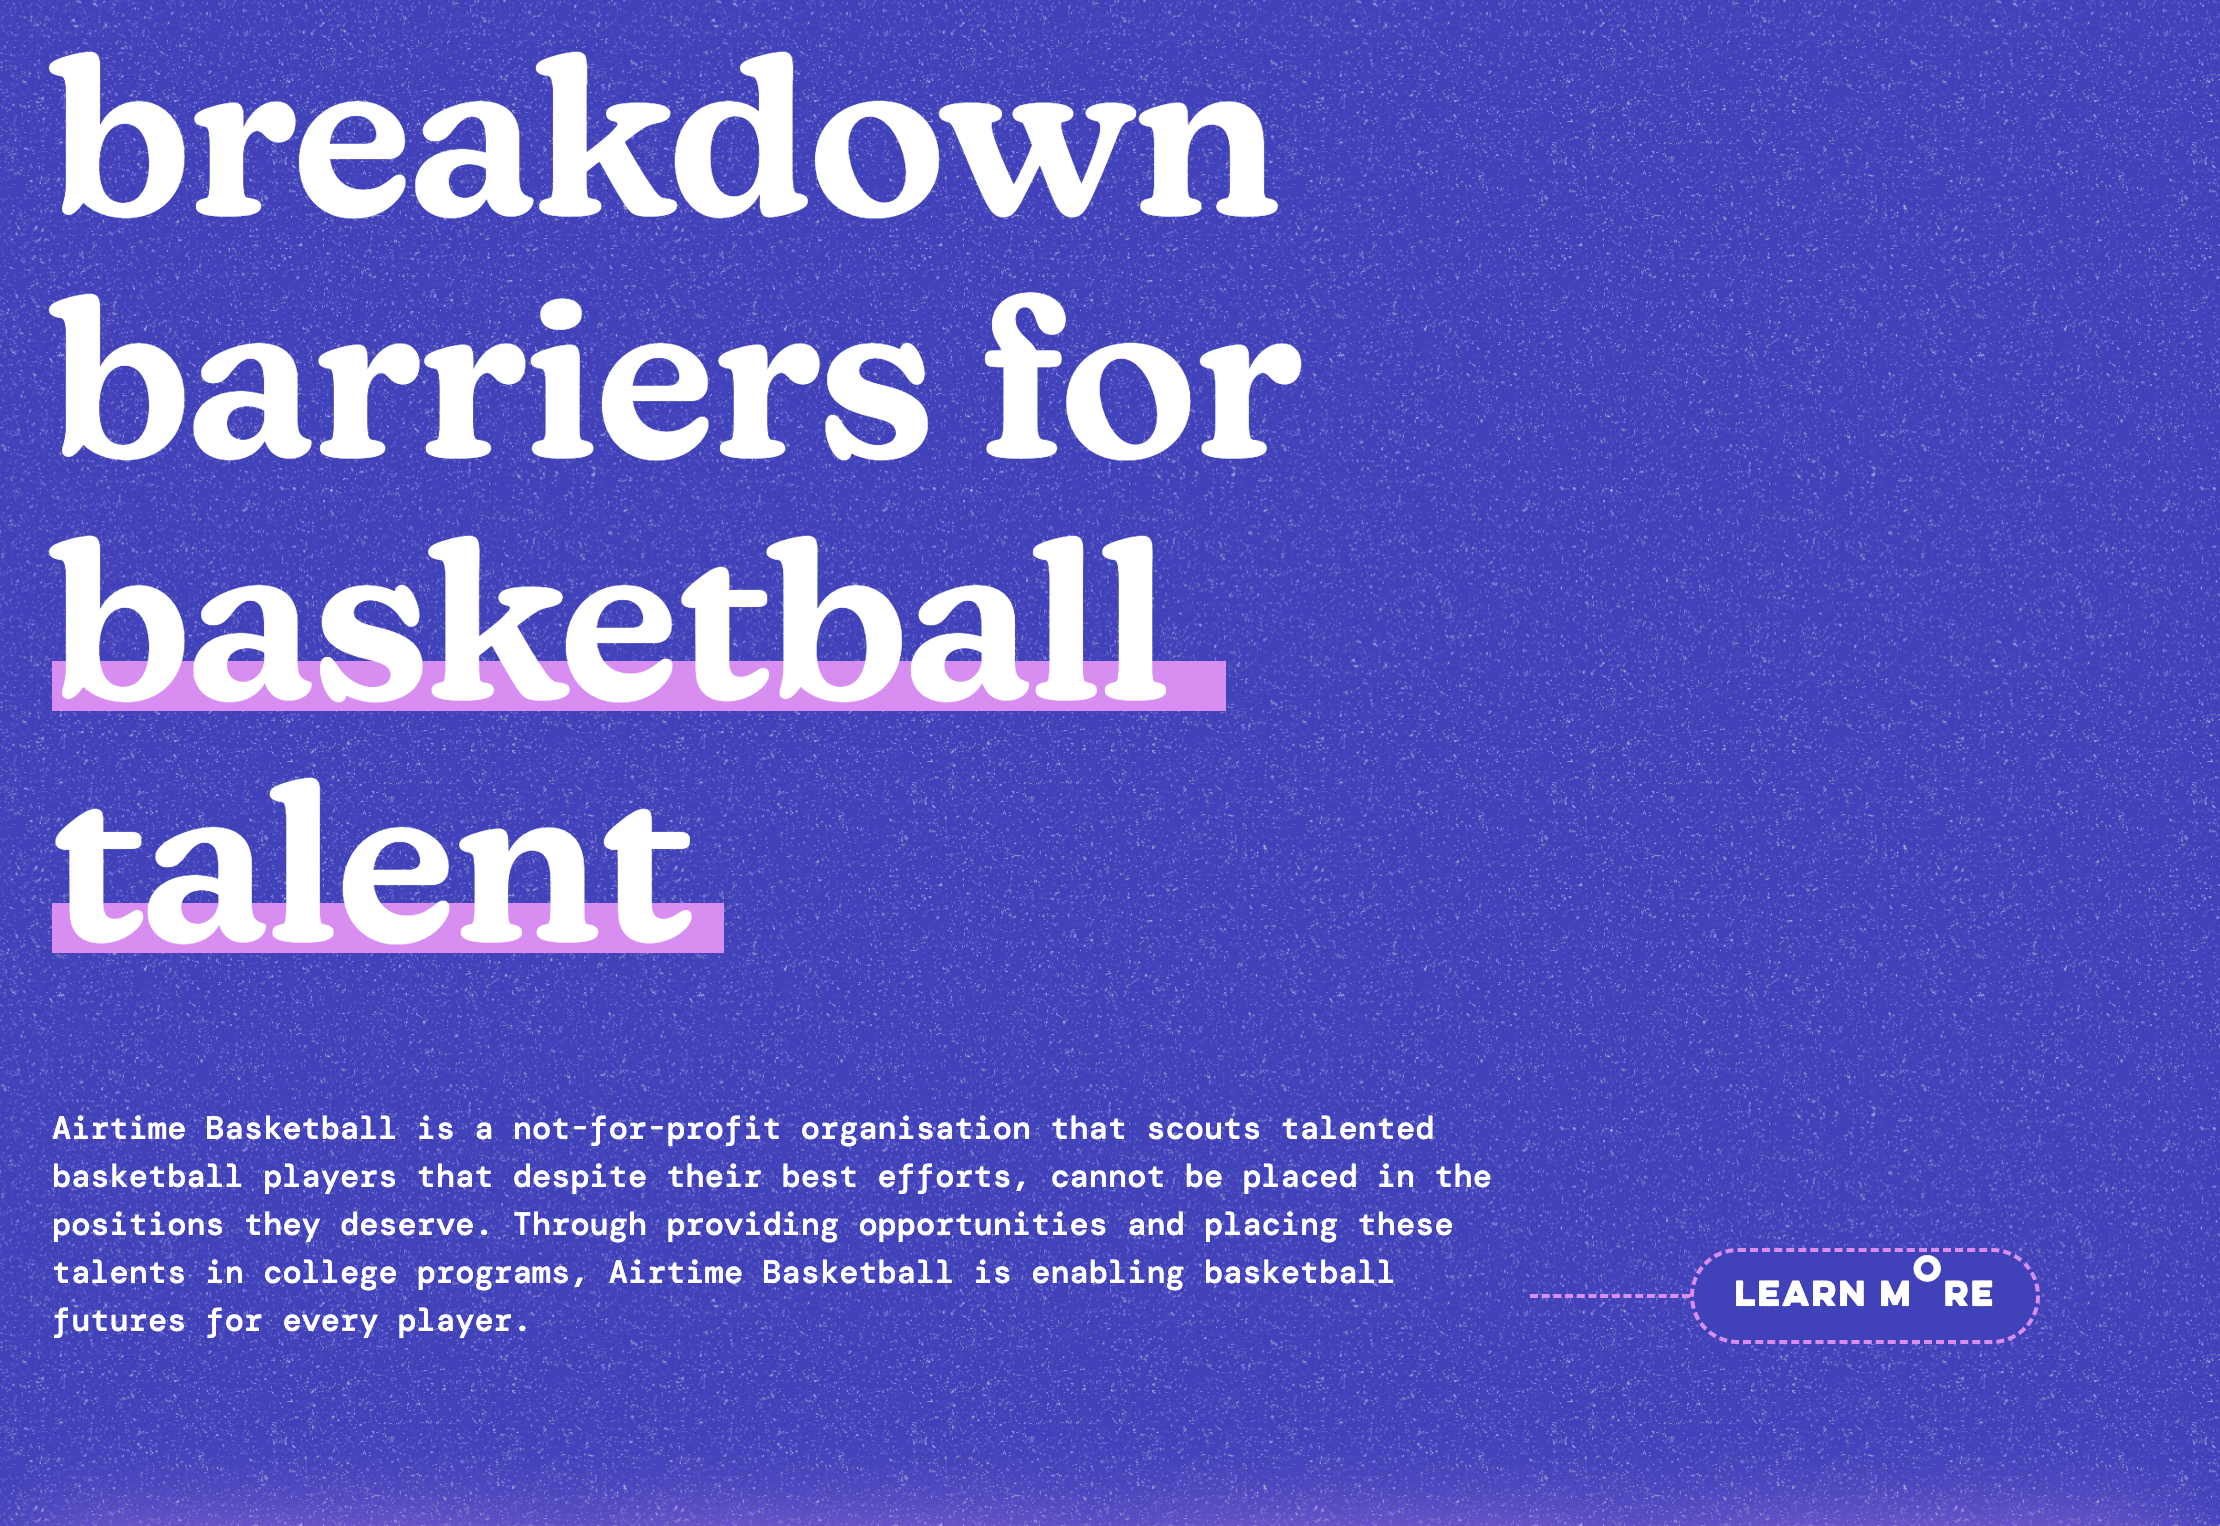 breakdown
barriers for
basketball
talent
Airtime Basketball is a not-for-profit organisation that scouts talented
basketball players that despite their best efforts, cannot be placed in the
positions they deserve. Through providing opportunities and placing these
talents in college programs, Airtime Basketball is enabling basketball
futures for every player.
LEARN MORE